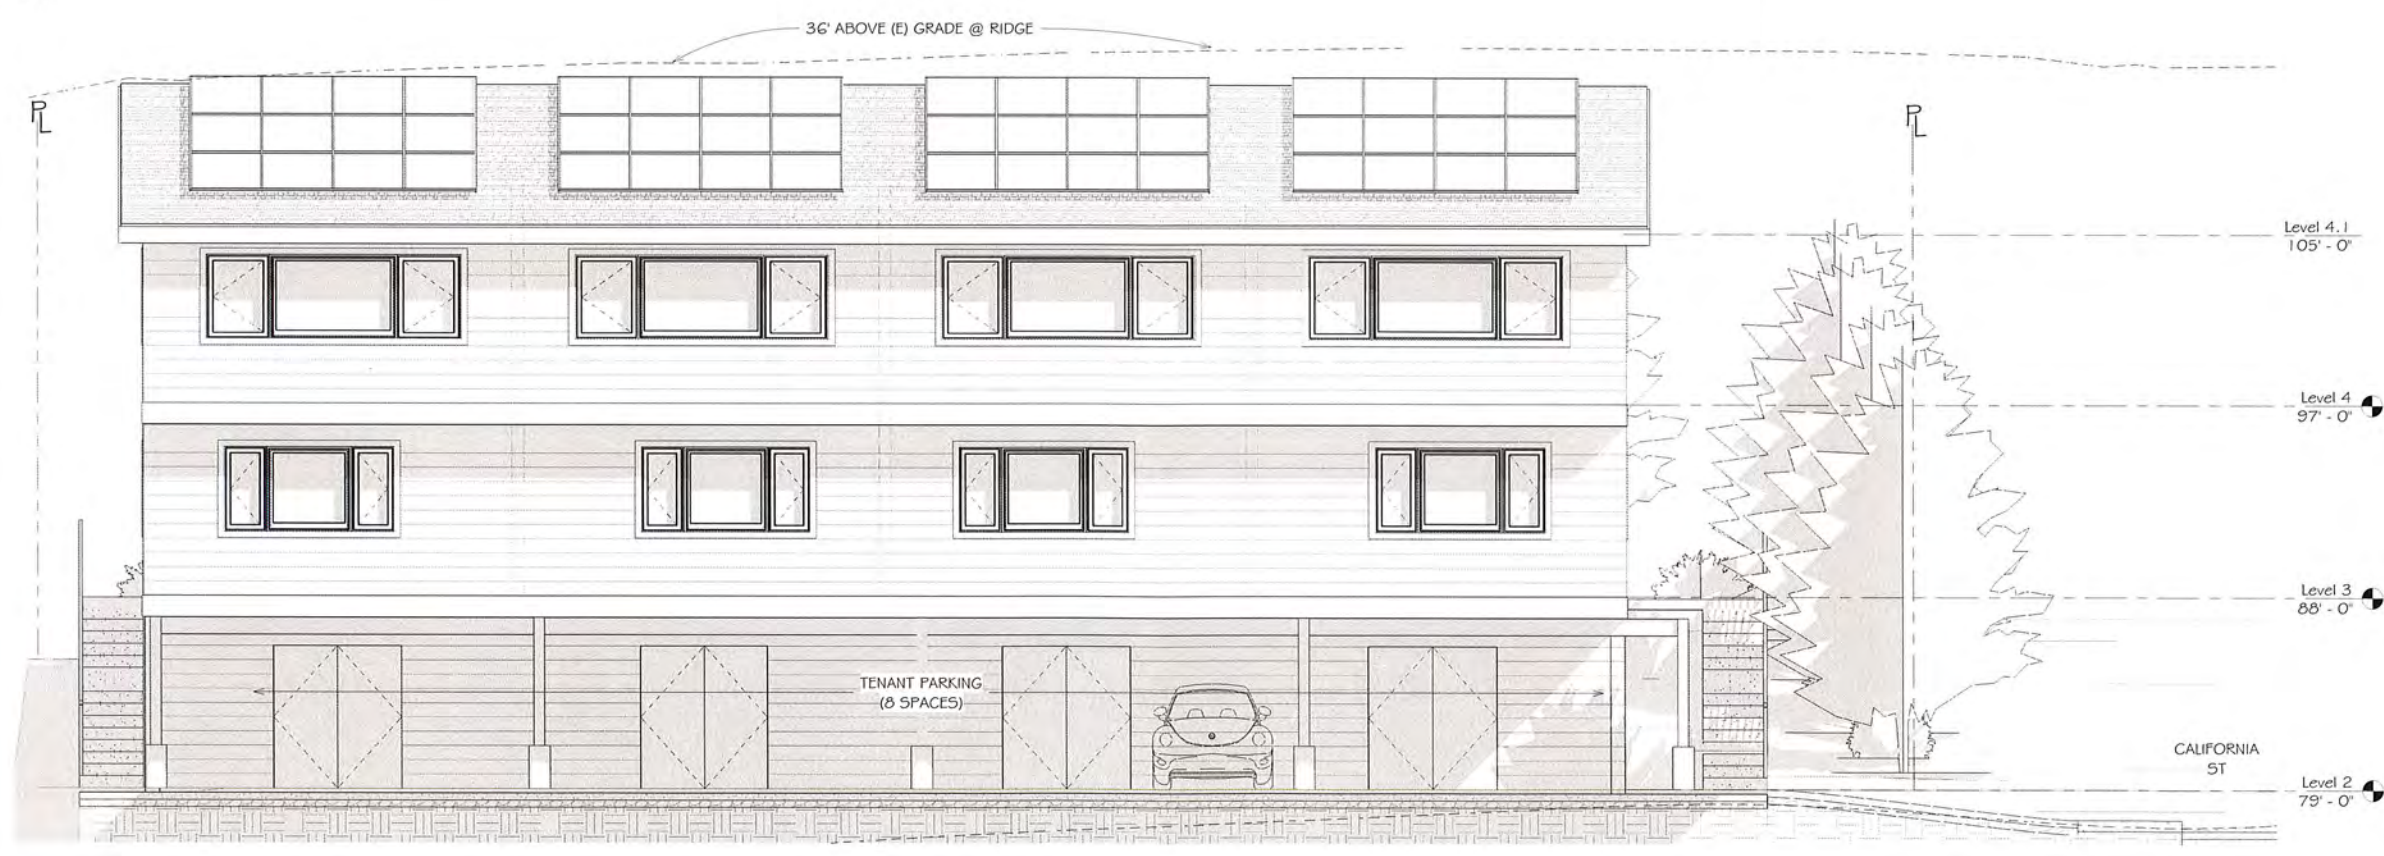 36' ABOVE (E) GRADE @ RIDGE
PL
PL
Level 4.1
105' - 0"
Level 4
97' - 0"
Level 3
88' - 0"
TENANT PARKING
(8 SPACES)
CALIFORNIA
ST
Level 2
79' - 0"